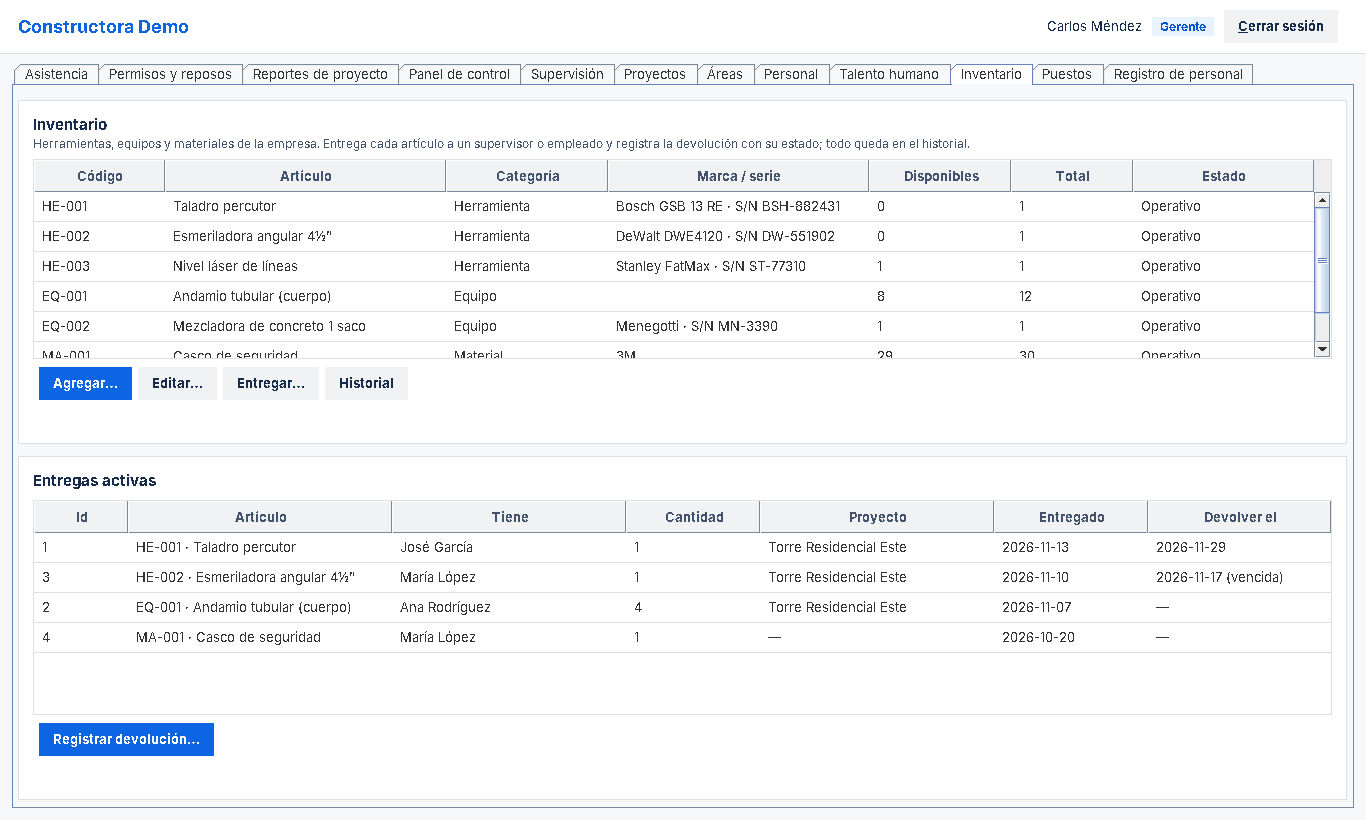 Constructora Demo
Carlos Méndez Gerente Cerrar sesión
Asistencia Permisos y reposos Reportes de proyecto Panel de control Supervisión Proyectos Áreas Personal Talento humano Inventario Puestos Registro de personal
Inventario
Herramientas, equipos y materiales de la empresa. Entrega cada artículo a un supervisor o empleado y registra la devolución con su estado; todo queda en el historial.
Código Artículo Categoría Marca / serie Disponibles Total Estado
HE-001 Taladro percutor Herramienta Bosch GSB 13 RE · S/N BSH-882431 0 1 Operativo
HE-002 Esmeriladora angular 4½" Herramienta DeWalt DWE4120 · S/N DW-551902 0 1 Operativo
HE-003 Nivel láser de líneas Herramienta Stanley FatMax · S/N ST-77310 1 1 Operativo
EQ-001 Andamio tubular (cuerpo) Equipo 8 12 Operativo
EQ-002 Mezcladora de concreto 1 saco Equipo Menegotti · S/N MN-3390 1 1 Operativo
MA-001 Casco de seguridad Material 3M 29 30 Operativo
Agregar... Editar... Entregar... Historial
Entregas activas
Id Artículo Tiene Cantidad Proyecto Entregado Devolver el
1 HE-001 · Taladro percutor José García 1 Torre Residencial Este 2026-11-13 2026-11-29
3 HE-002 · Esmeriladora angular 4½" María López 1 Torre Residencial Este 2026-11-10 2026-11-17 (vencida)
2 EQ-001 · Andamio tubular (cuerpo) Ana Rodríguez 4 Torre Residencial Este 2026-11-07 —
4 MA-001 · Casco de seguridad María López 1 — 2026-10-20 —
Registrar devolución...